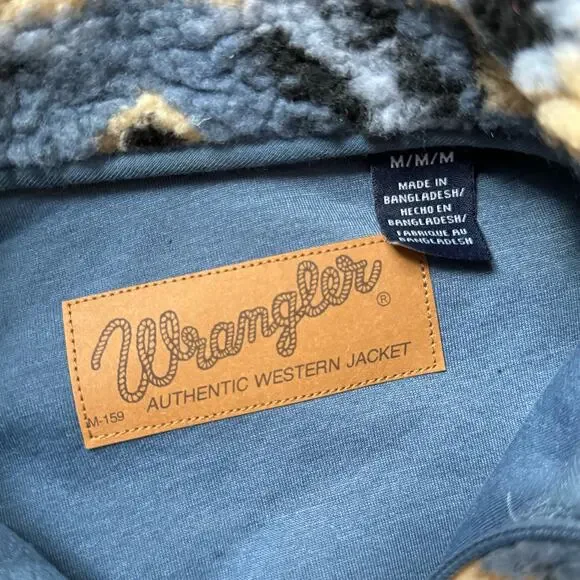 M/M/M
MADE IN
BANGLADESH/
HECHO EN
BANGLADESH/
FABRIQUE AU
BANGLADESH
Wrangler®
AUTHENTIC WESTERN JACKET
M-159